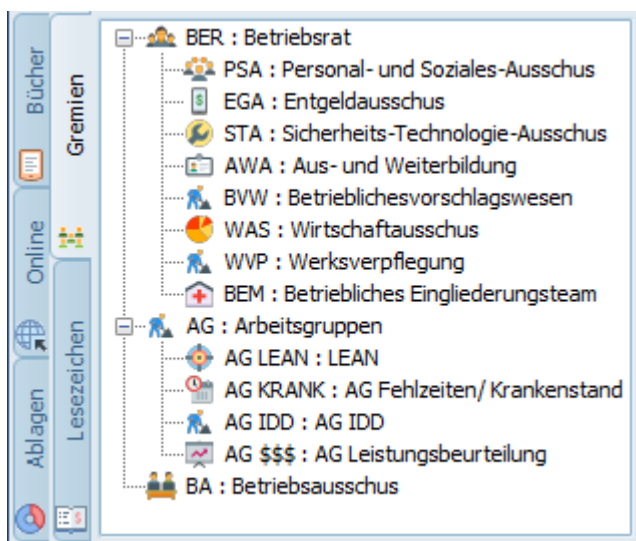 Bücher
Online
Ablagen
Gremien
Lesezeichen
BER : Betriebsrat
PSA : Personal- und Soziales-Ausschus
EGA : Entgeldausschus
STA : Sicherheits-Technologie-Ausschus
AWA : Aus- und Weiterbildung
BVW : Betrieblichesvorschlagswesen
WAS : Wirtschaftausschus
WVP : Werksverpflegung
BEM : Betriebliches Eingliederungsteam
AG : Arbeitsgruppen
AG LEAN : LEAN
AG KRANK : AG Fehlzeiten/ Krankenstand
AG IDD : AG IDD
AG $$$ : AG Leistungsbeurteilung
BA : Betriebsausschus